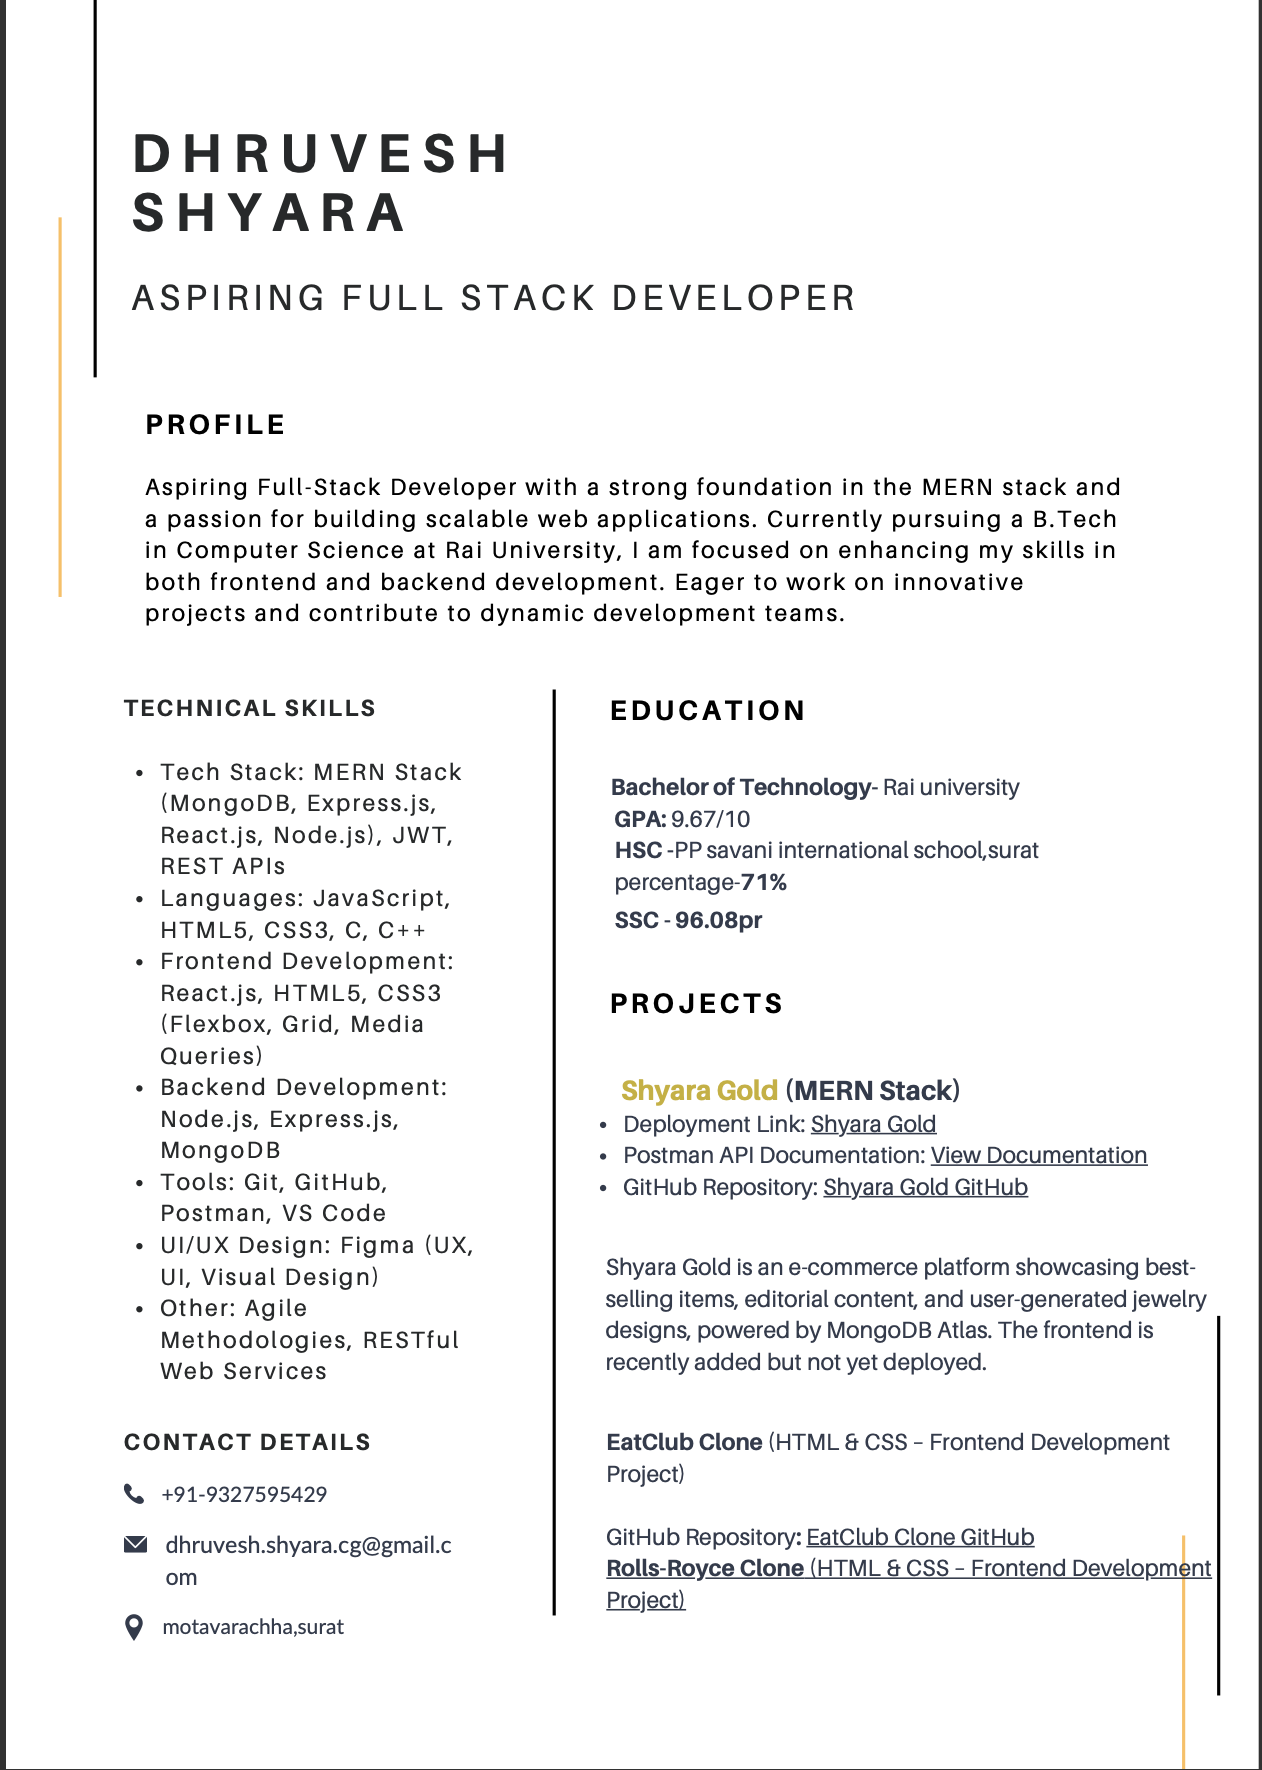 DHRUVESH
SHYARA
ASPIRING FULL STACK DEVELOPER
PROFILE
Aspiring Full-Stack Developer with a strong foundation in the MERN stack and
a passion for building scalable web applications. Currently pursuing a B.Tech
in Computer Science at Rai University, I am focused on enhancing my skills in
both frontend and backend development. Eager to work on innovative
projects and contribute to dynamic development teams.
TECHNICAL SKILLS
• Tech Stack: MERN Stack
(MongoDB, Express.js,
React.js, Node.js), JWT,
REST APIs
• Languages: JavaScript,
HTML5, CSS3, C, C++
• Frontend Development:
React.js, HTML5, CSS3
(Flexbox, Grid, Media
Queries)
• Backend Development:
Node.js, Express.js,
MongoDB
• Tools: Git, GitHub,
Postman, VS Code
• UI/UX Design: Figma (UX,
UI, Visual Design)
• Other: Agile
Methodologies, RESTful
Web Services
CONTACT DETAILS
+91-9327595429
dhruvesh.shyara.cg@gmail.c
om
motavarachha,surat
EDUCATION
Bachelor of Technology- Rai university
GPA: 9.67/10
HSC -PP savani international school,surat
percentage-71%
SSC - 96.08pr
PROJECTS
Shyara Gold (MERN Stack)
• Deployment Link: Shyara Gold
• Postman API Documentation: View Documentation
• GitHub Repository: Shyara Gold GitHub
Shyara Gold is an e-commerce platform showcasing best-
selling items, editorial content, and user-generated jewelry
designs, powered by MongoDB Atlas. The frontend is
recently added but not yet deployed.
EatClub Clone (HTML & CSS – Frontend Development
Project)
GitHub Repository: EatClub Clone GitHub
Rolls-Royce Clone (HTML & CSS – Frontend Development
Project)